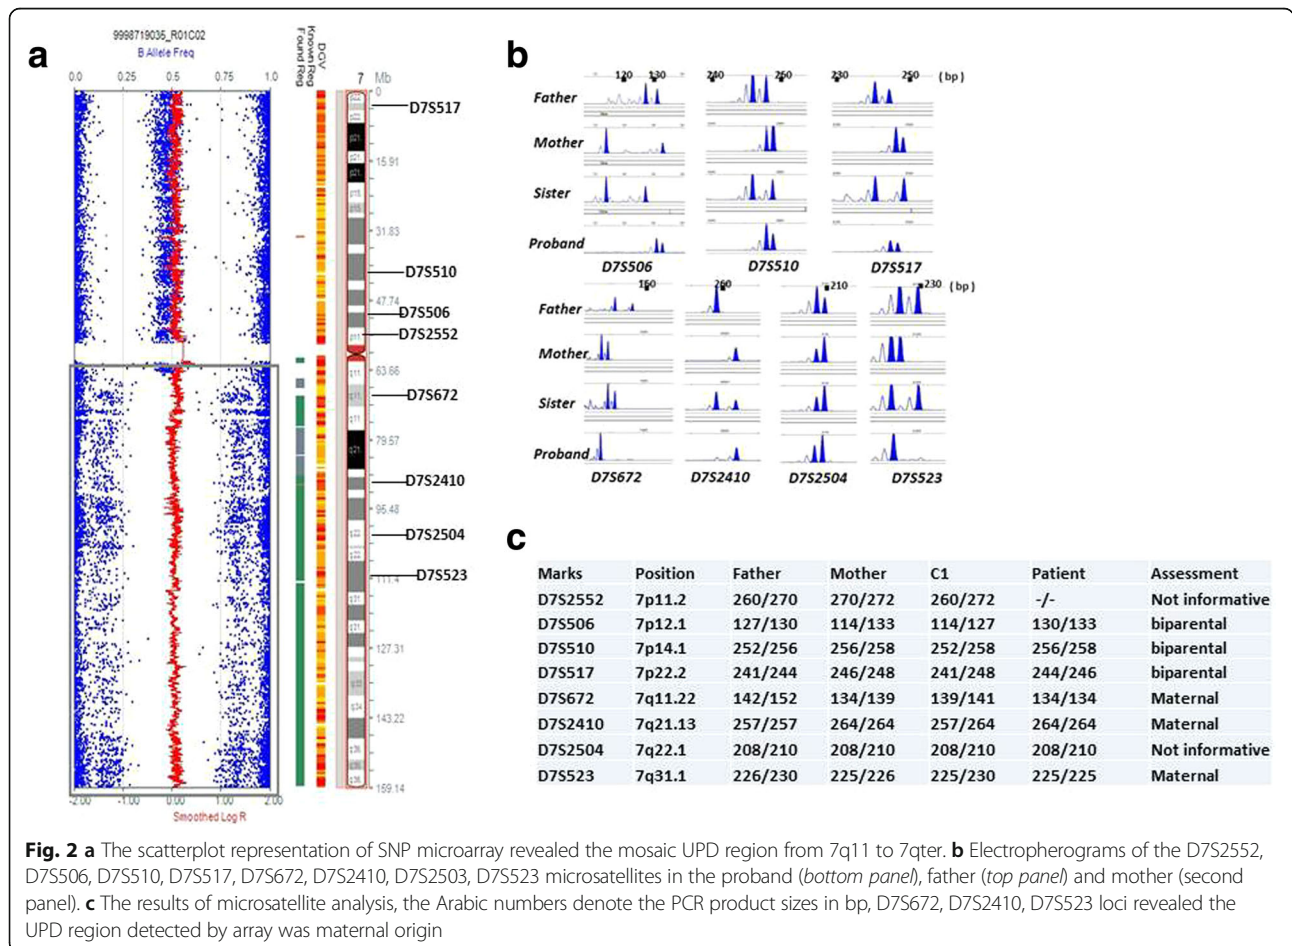 a
9998719035_R01C02
B Allele Freq
0.0 0.25 0.5 0.75 1.0
Found Reg
Known Reg
DGV
7 Mb
0
15.91
31.83
47.74
63.66
79.57
95.48
111.4
127.31
143.22
159.14
D7S517
D7S510
D7S506
D7S2552
D7S672
D7S2410
D7S2504
D7S523
-2.00 -1.00 0.00 1.00 2.00
Smoothed Log R
b
120 130 240 260 230 250 (bp)
Father
Mother
Sister
Proband
D7S506 D7S510 D7S517
150 260 210 230 (bp)
Father
Mother
Sister
Proband
D7S672 D7S2410 D7S2504 D7S523
c
Marks Position Father Mother C1 Patient Assessment
D7S2552 7p11.2 260/270 270/272 260/272 -/- Not informative
D7S506 7p12.1 127/130 114/133 114/127 130/133 biparental
D7S510 7p14.1 252/256 256/258 252/258 256/258 biparental
D7S517 7p22.2 241/244 246/248 241/248 244/246 biparental
D7S672 7q11.22 142/152 134/139 139/141 134/134 Maternal
D7S2410 7q21.13 257/257 264/264 257/264 264/264 Maternal
D7S2504 7q22.1 208/210 208/210 208/210 208/210 Not informative
D7S523 7q31.1 226/230 225/226 225/230 225/225 Maternal
Fig. 2 a The scatterplot representation of SNP microarray revealed the mosaic UPD region from 7q11 to 7qter. b Electropherograms of the D7S2552,
D7S506, D7S510, D7S517, D7S672, D7S2410, D7S2503, D7S523 microsatellites in the proband (bottom panel), father (top panel) and mother (second
panel). c The results of microsatellite analysis, the Arabic numbers denote the PCR product sizes in bp, D7S672, D7S2410, D7S523 loci revealed the
UPD region detected by array was maternal origin